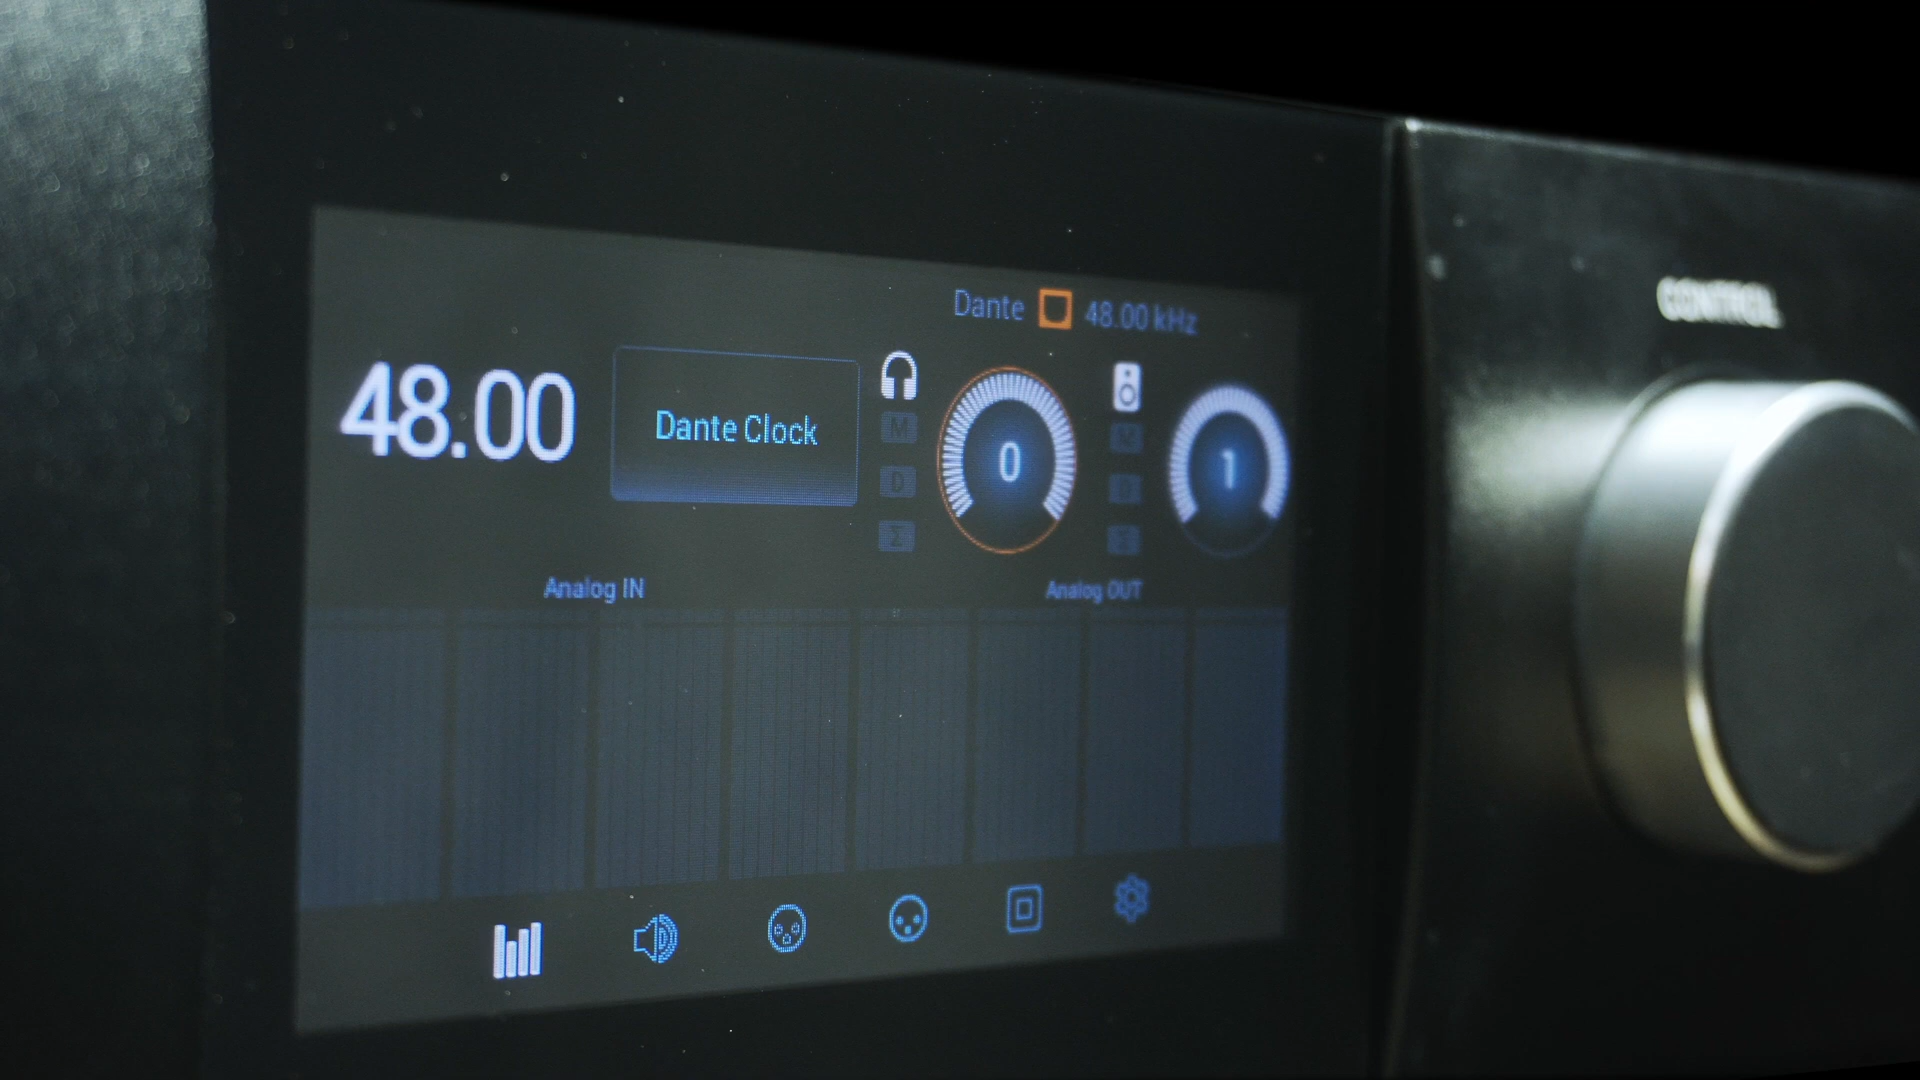 Dante 48.00 kHz
48.00
Dante Clock
M
D
0
1
Analog IN
Analog OUT
CONTROL